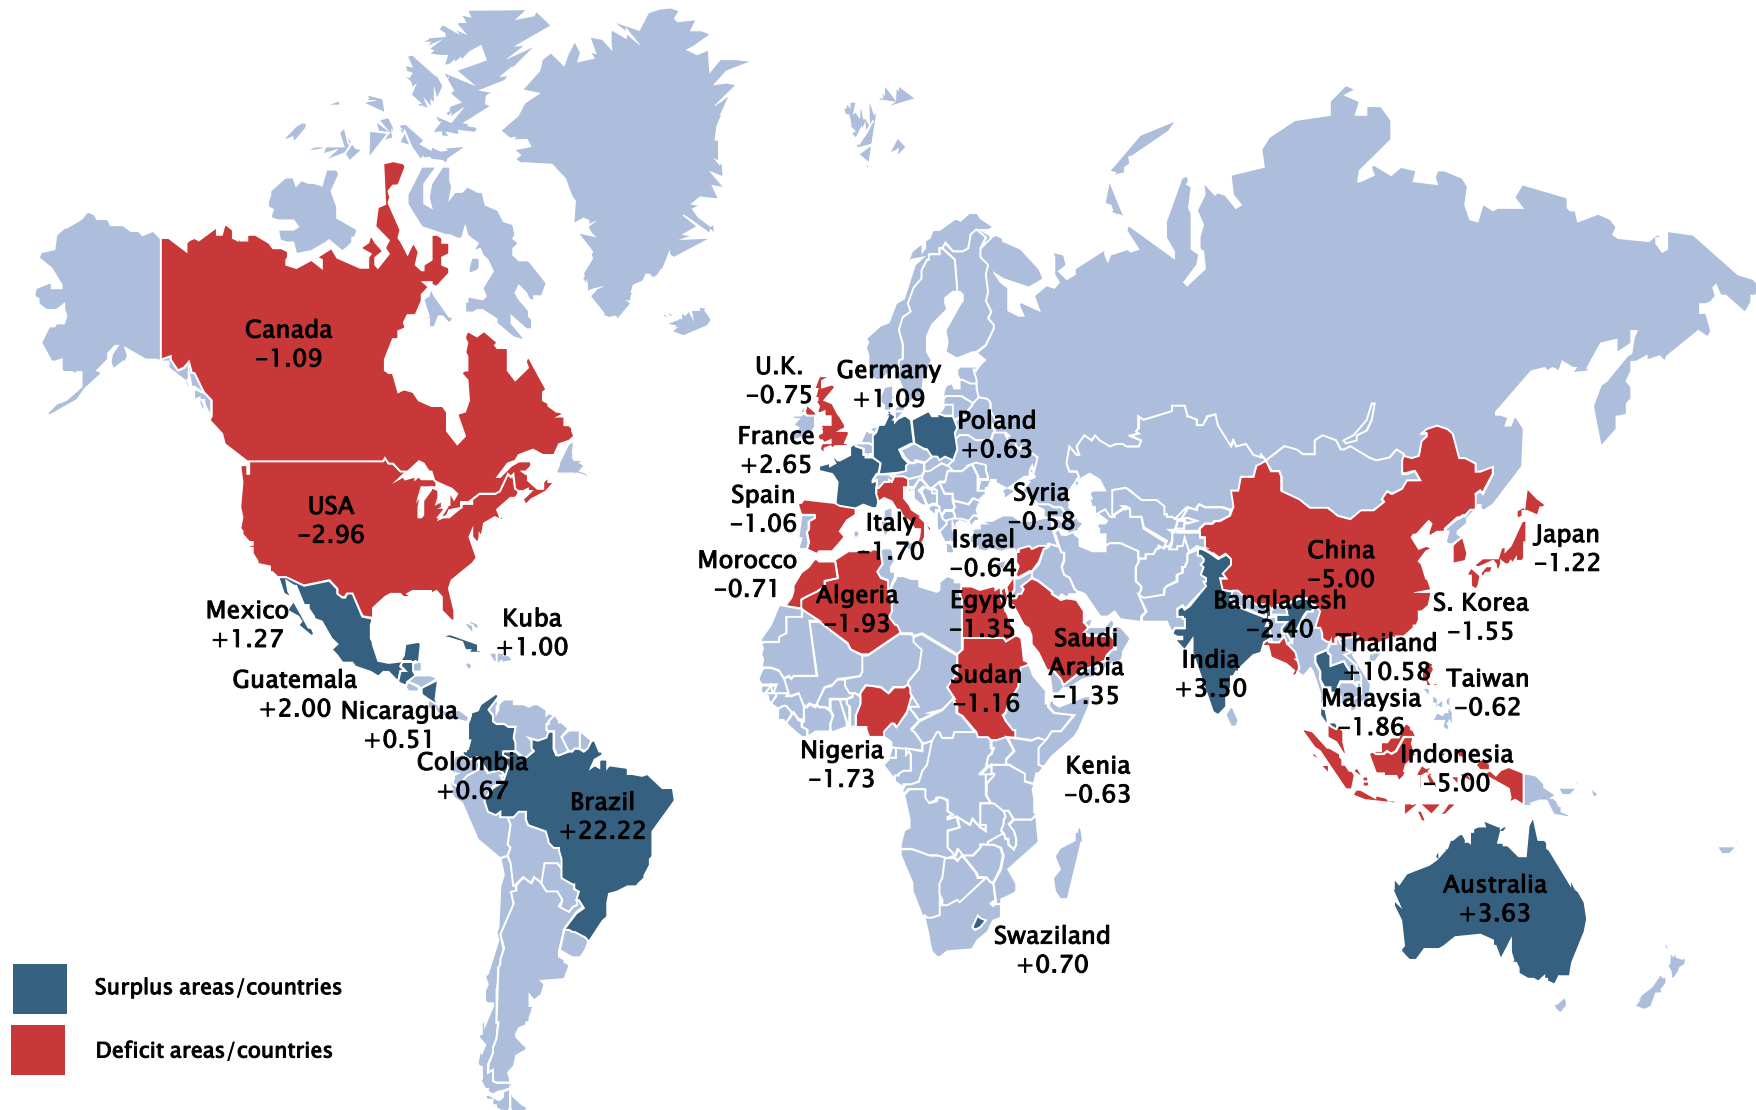 Canada
−1.09
USA
−2.96
Mexico
+1.27
Kuba
+1.00
Guatemala
+2.00
Nicaragua
+0.51
Colombia
+0.67
Brazil
+22.22
U.K.
−0.75
Germany
+1.09
Poland
+0.63
France
+2.65
Spain
−1.06
Italy
−1.70
Syria
−0.58
Israel
−0.64
Morocco
−0.71
Algeria
−1.93
Egypt
−1.35
Saudi
Arabia
−1.35
Sudan
−1.16
Nigeria
−1.73
Kenia
−0.63
Swaziland
+0.70
China
−5.00
Japan
−1.22
Bangladesh
−2.40
S. Korea
−1.55
India
+3.50
Thailand
+10.58
Taiwan
−0.62
Malaysia
−1.86
Indonesia
−5.00
Australia
+3.63
Surplus areas/countries
Deficit areas/countries